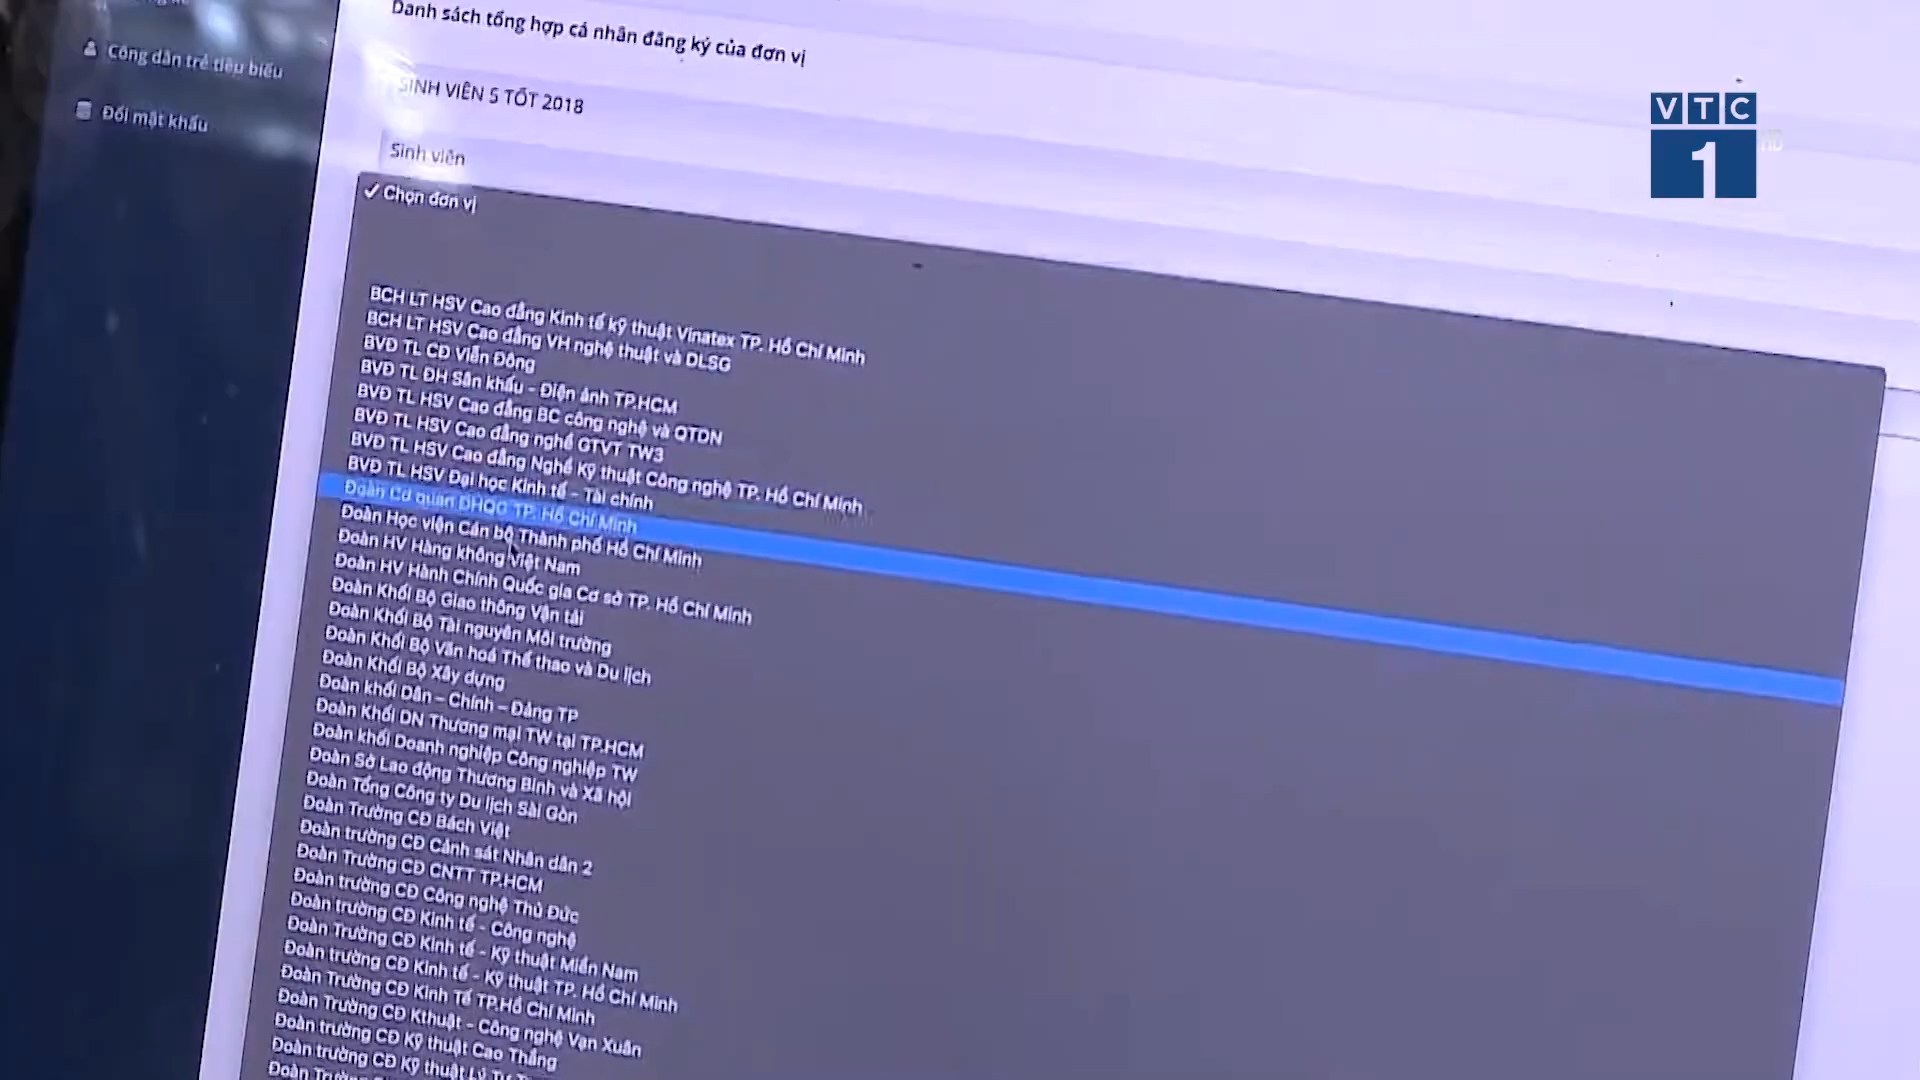 Danh sách tổng hợp cá nhân đăng ký của đơn vị
Công dân trẻ tiêu biểu
Đổi mật khẩu
SINH VIÊN 5 TỐT 2018
Sinh viên
✓ Chọn đơn vị
BCH LT HSV Cao đẳng Kinh tế kỹ thuật Vinatex TP. Hồ Chí Minh
BCH LT HSV Cao đẳng VH nghệ thuật và DLSG
BVĐ TL CĐ Viễn Đông
BVĐ TL ĐH Sân khấu - Điện ảnh TP.HCM
BVĐ TL HSV Cao đẳng BC công nghệ và QTDN
BVĐ TL HSV Cao đẳng nghề GTVT TW3
BVĐ TL HSV Cao đẳng Nghề Kỹ thuật Công nghệ TP. Hồ Chí Minh
BVĐ TL HSV Đại học Kinh tế - Tài chính
Đoàn Cơ quan ĐHQG TP. Hồ Chí Minh
Đoàn Học viện Cán bộ Thành phố Hồ Chí Minh
Đoàn HV Hàng không Việt Nam
Đoàn HV Hành Chính Quốc gia Cơ sở TP. Hồ Chí Minh
Đoàn Khối Bộ Giao thông Vận tải
Đoàn Khối Bộ Tài nguyên Môi trường
Đoàn Khối Bộ Văn hoá Thể thao và Du lịch
Đoàn Khối Bộ Xây dựng
Đoàn khối Dân – Chính – Đảng TP
Đoàn Khối DN Thương mại TW tại TP.HCM
Đoàn khối Doanh nghiệp Công nghiệp TW
Đoàn Sở Lao động Thương Binh và Xã hội
Đoàn Tổng Công ty Du lịch Sài Gòn
Đoàn Trường CĐ Bách Việt
Đoàn trường CĐ Cảnh sát Nhân dân 2
Đoàn Trường CĐ CNTT TP.HCM
Đoàn trường CĐ Công nghệ Thủ Đức
Đoàn trường CĐ Kinh tế - Công nghệ
Đoàn Trường CĐ Kinh tế - Kỹ thuật Miền Nam
Đoàn trường CĐ Kinh tế - Kỹ thuật TP. Hồ Chí Minh
Đoàn Trường CĐ Kinh Tế TP.Hồ Chí Minh
Đoàn Trường CĐ Kthuật - Công nghệ Vạn Xuân
Đoàn trường CĐ Kỹ thuật Cao Thắng
Đoàn trường CĐ Kỹ thuật Lý Tự
Đoàn
VTC
1
HD